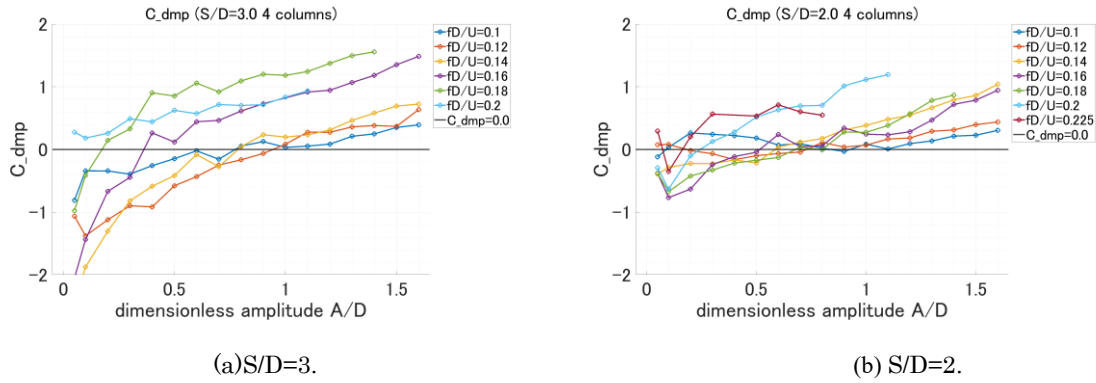 C_dmp (S/D=3.0 4 columns)
2
1
0
−1
−2
C_dmp
0
0.5
1
1.5
dimensionless amplitude A/D
fD/U=0.1
fD/U=0.12
fD/U=0.14
fD/U=0.16
fD/U=0.18
fD/U=0.2
C_dmp=0.0
(a)S/D=3.
C_dmp (S/D=2.0 4 columns)
2
1
0
−1
−2
C_dmp
0
0.5
1
1.5
dimensionless amplitude A/D
fD/U=0.1
fD/U=0.12
fD/U=0.14
fD/U=0.16
fD/U=0.18
fD/U=0.2
fD/U=0.225
C_dmp=0.0
(b) S/D=2.